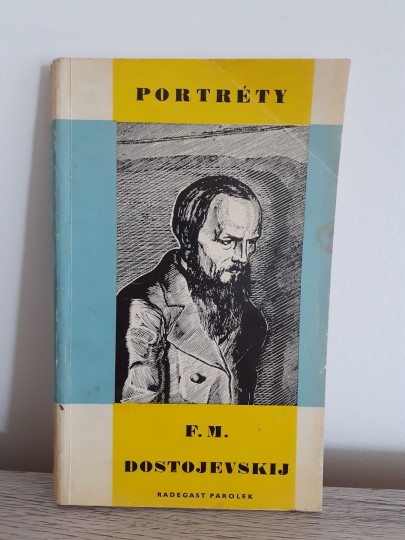 PORTRÉTY
F. M.
DOSTOJEVSKIJ
RADEGAST PAROLEK